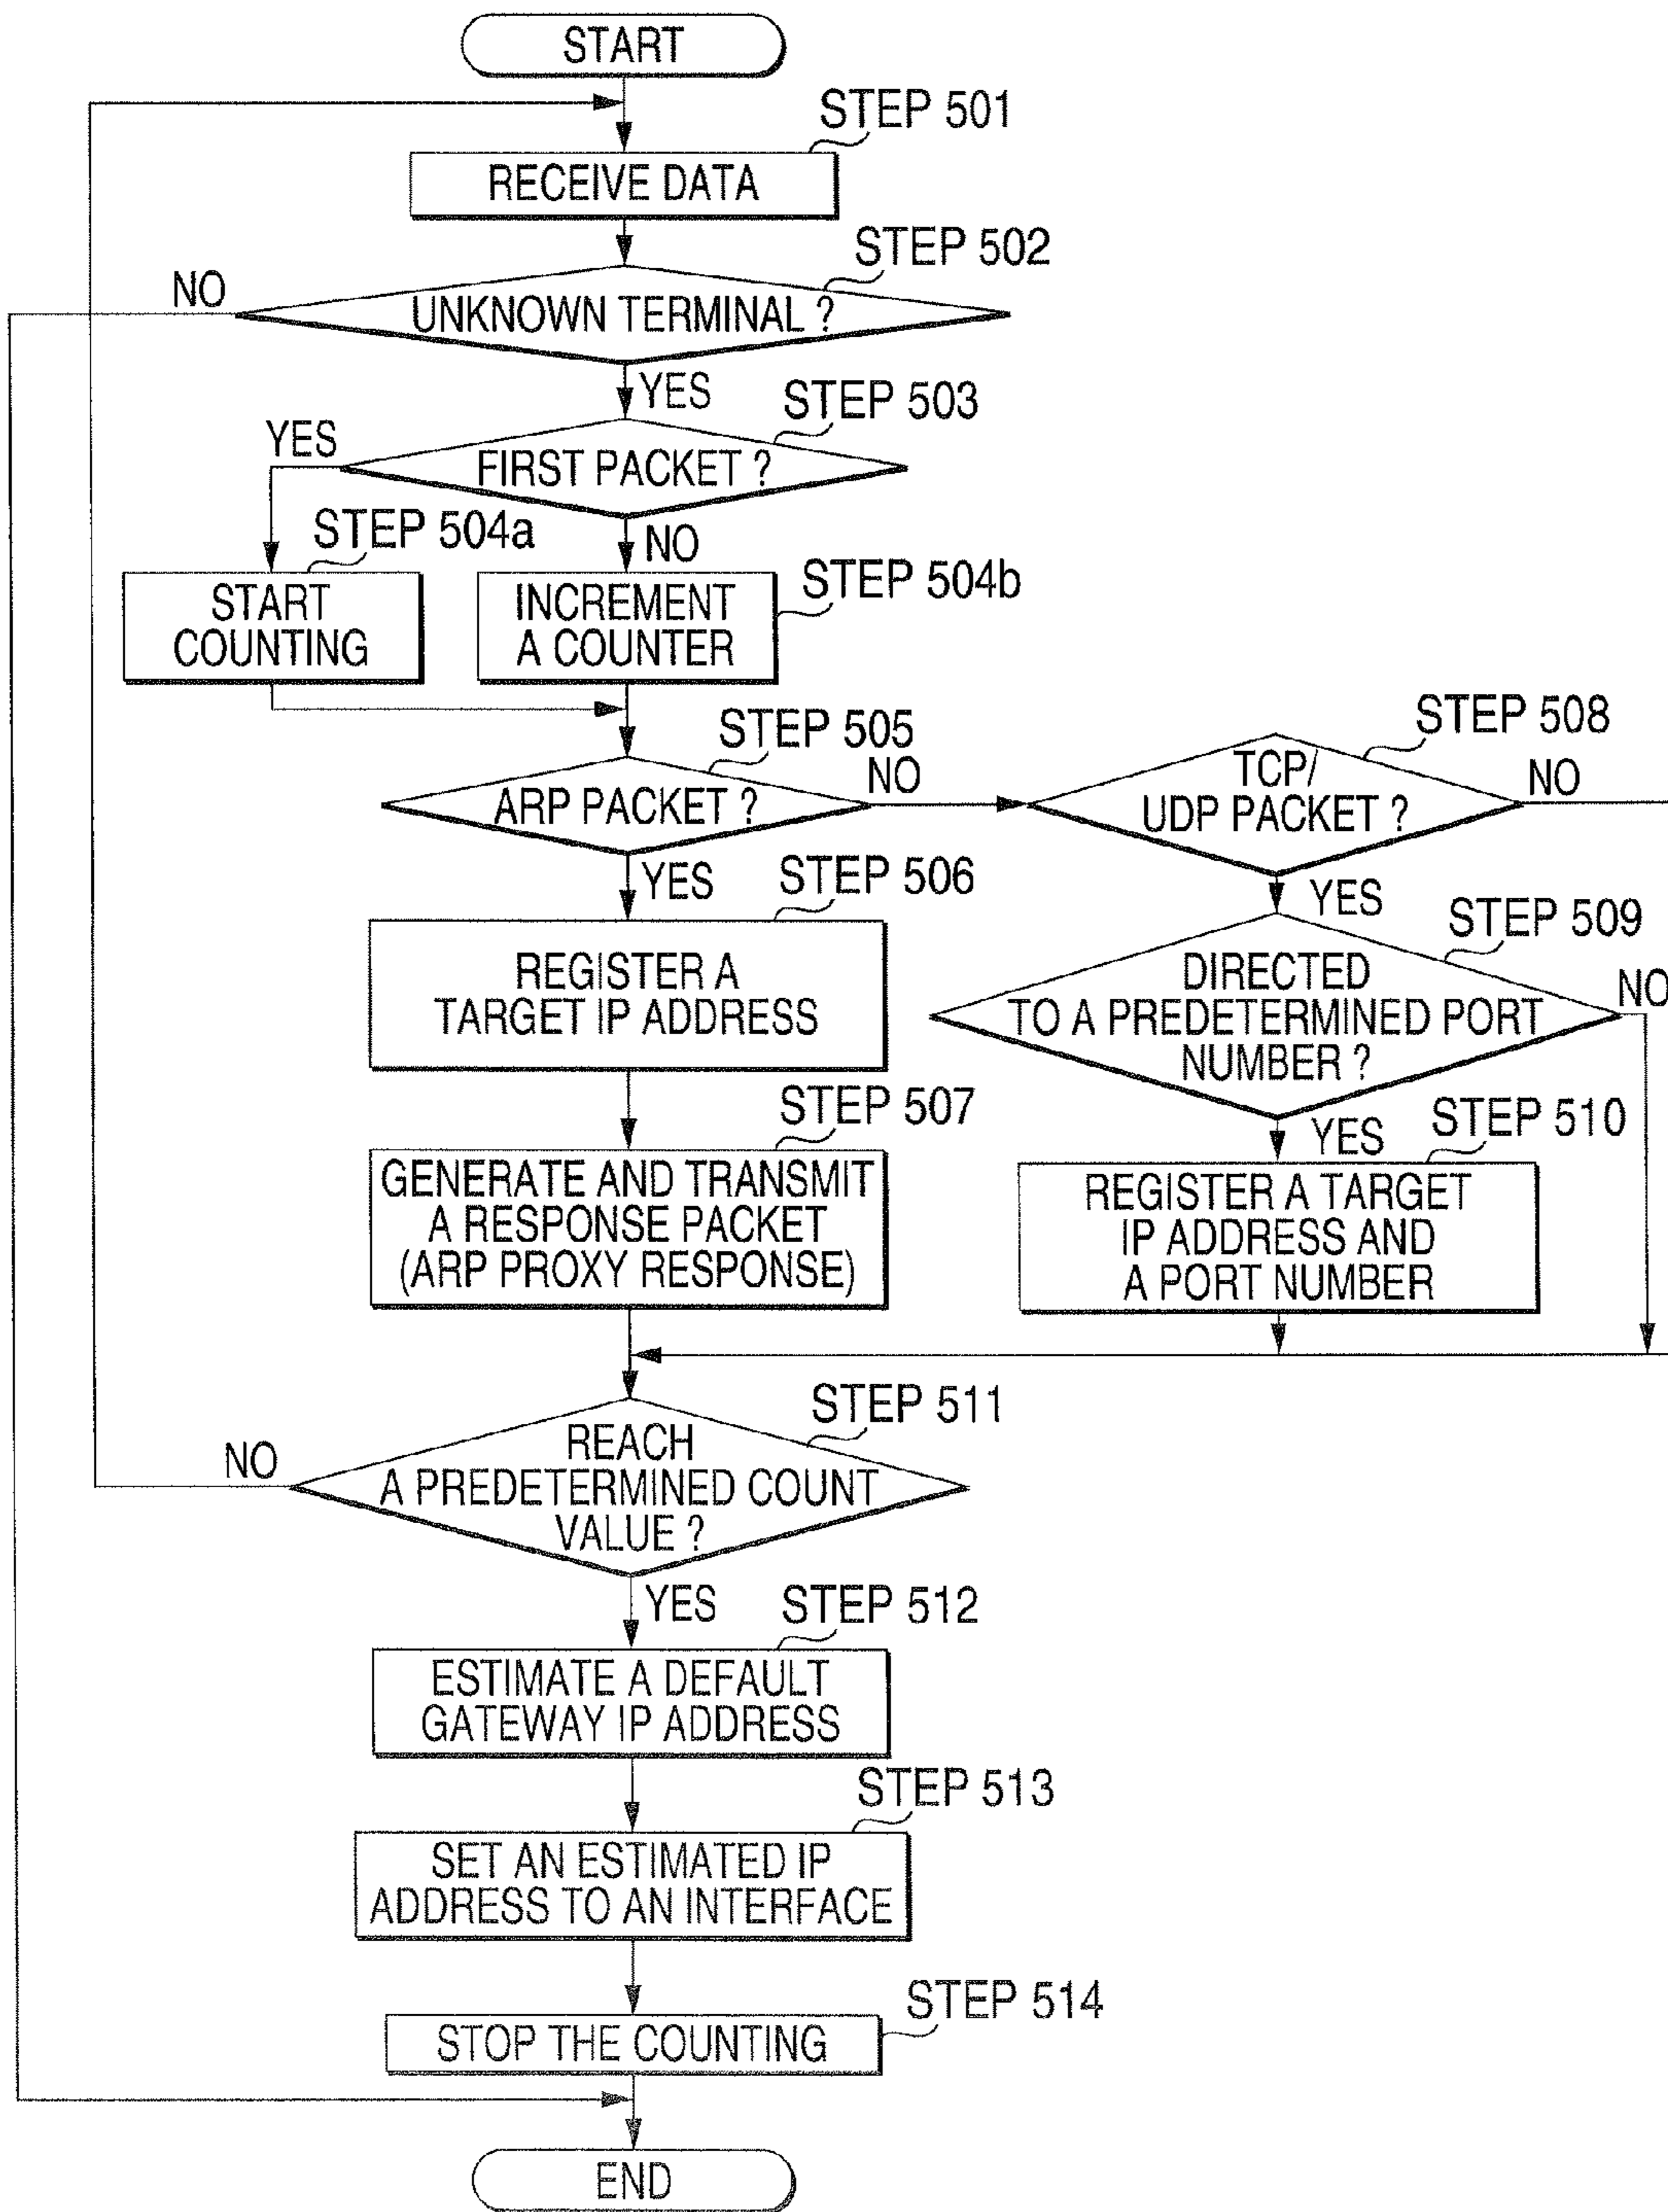 START
STEP 501
RECEIVE DATA
STEP 502
NO
UNKNOWN TERMINAL ?
YES
STEP 503
YES
FIRST PACKET ?
STEP 504a
NO
STEP 504b
START
COUNTING
INCREMENT
A COUNTER
STEP 505
STEP 508
NO
TCP/
UDP PACKET ?
NO
ARP PACKET ?
YES
STEP 506
YES
STEP 509
REGISTER A
TARGET IP ADDRESS
DIRECTED
TO A PREDETERMINED PORT
NUMBER ?
NO
STEP 507
YES
STEP 510
GENERATE AND TRANSMIT
A RESPONSE PACKET
(ARP PROXY RESPONSE)
REGISTER A TARGET
IP ADDRESS AND
A PORT NUMBER
STEP 511
NO
REACH
A PREDETERMINED COUNT
VALUE ?
YES
STEP 512
ESTIMATE A DEFAULT
GATEWAY IP ADDRESS
STEP 513
SET AN ESTIMATED IP
ADDRESS TO AN INTERFACE
STEP 514
STOP THE COUNTING
END